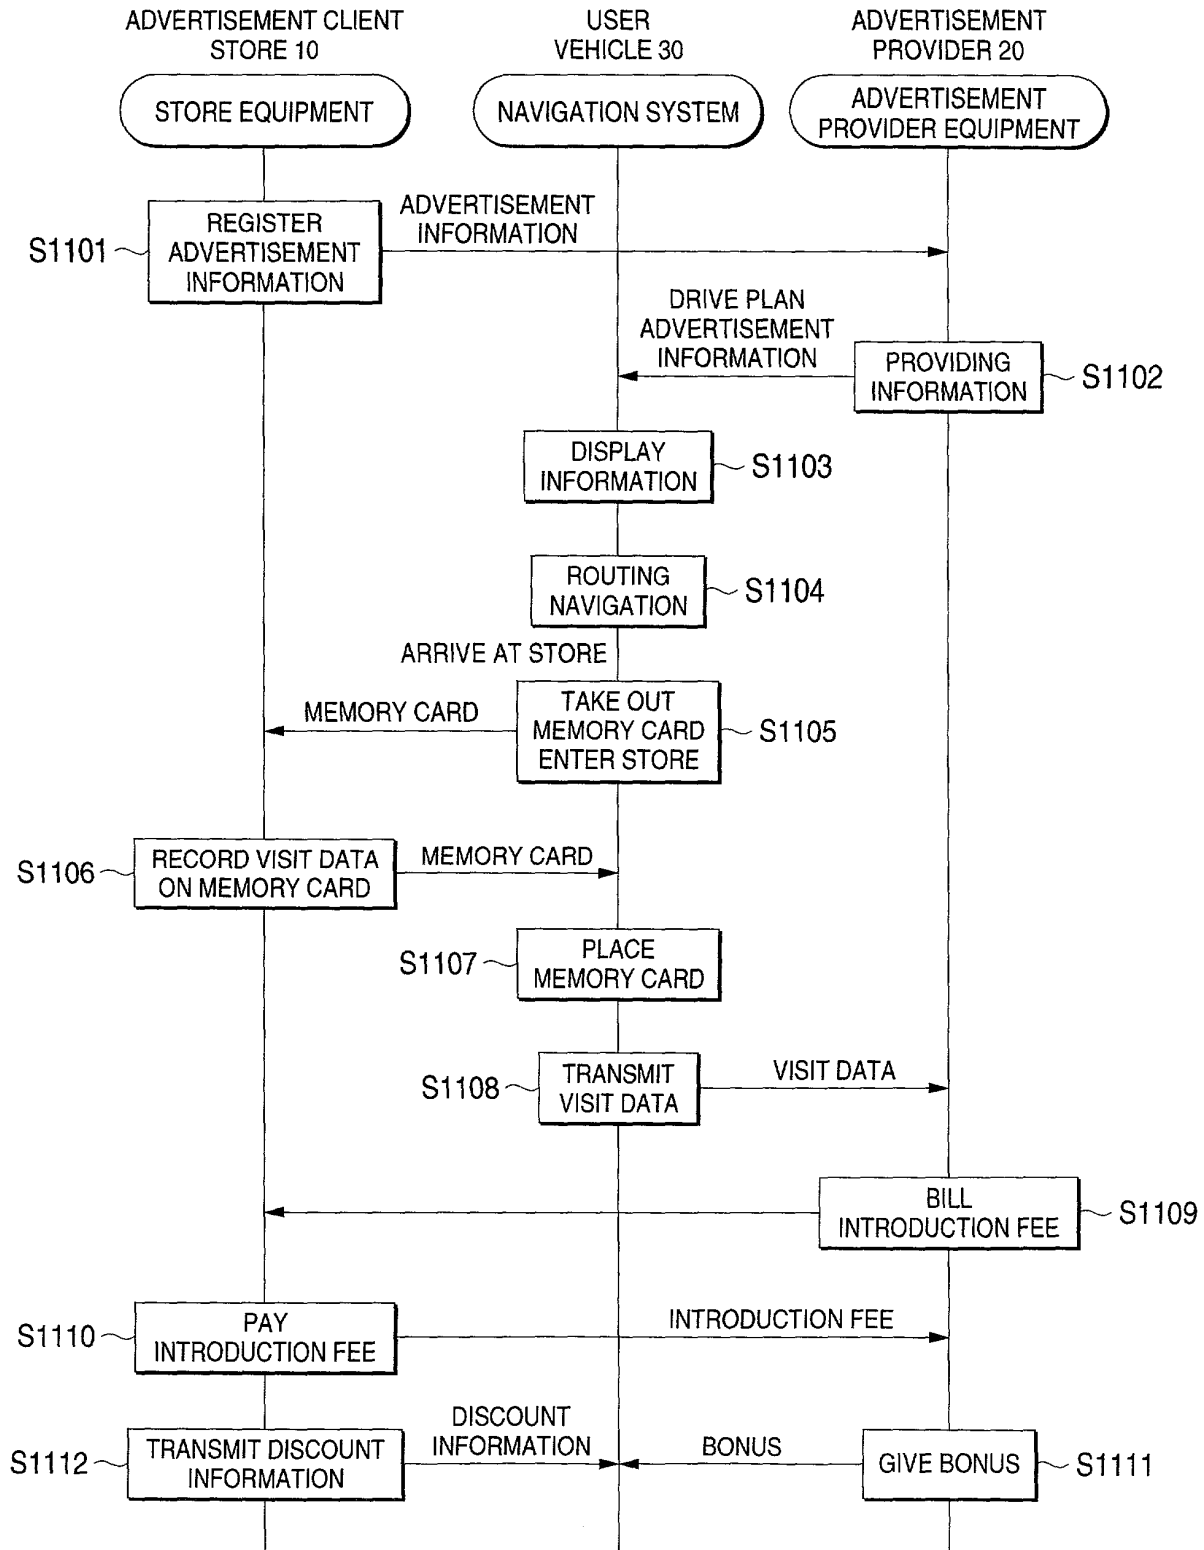 ADVERTISEMENT CLIENT
STORE 10
USER
VEHICLE 30
ADVERTISEMENT
PROVIDER 20
STORE EQUIPMENT
NAVIGATION SYSTEM
ADVERTISEMENT
PROVIDER EQUIPMENT
S1101
REGISTER
ADVERTISEMENT
INFORMATION
ADVERTISEMENT
INFORMATION
DRIVE PLAN
ADVERTISEMENT
INFORMATION
PROVIDING
INFORMATION
S1102
DISPLAY
INFORMATION
S1103
ROUTING
NAVIGATION
S1104
ARRIVE AT STORE
MEMORY CARD
TAKE OUT
MEMORY CARD
ENTER STORE
S1105
S1106
RECORD VISIT DATA
ON MEMORY CARD
MEMORY CARD
S1107
PLACE
MEMORY CARD
S1108
TRANSMIT
VISIT DATA
VISIT DATA
BILL
INTRODUCTION FEE
S1109
S1110
PAY
INTRODUCTION FEE
INTRODUCTION FEE
S1112
TRANSMIT DISCOUNT
INFORMATION
DISCOUNT
INFORMATION
BONUS
GIVE BONUS
S1111